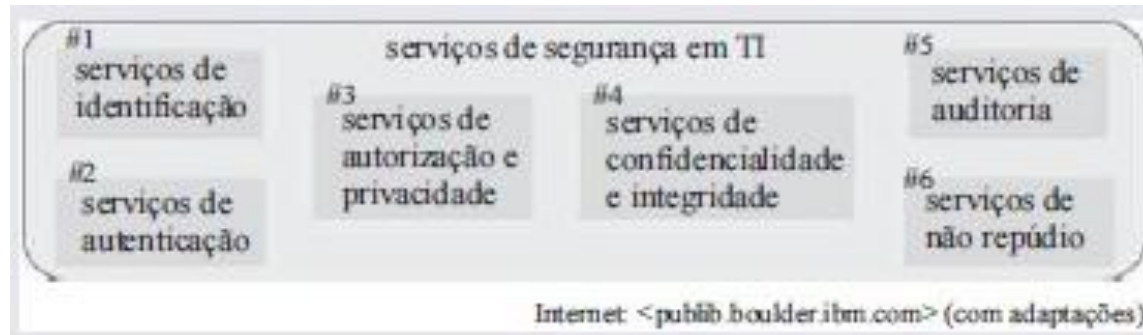 #1
serviços de
identificação
#2
serviços de
autenticação
serviços de segurança em TI
#3
serviços de
autorização e
privacidade
#4
serviços de
confidencialidade
e integridade
#5
serviços de
auditoria
#6
serviços de
não repúdio
Internet: <publib.boulder.ibm.com> (com adaptações)